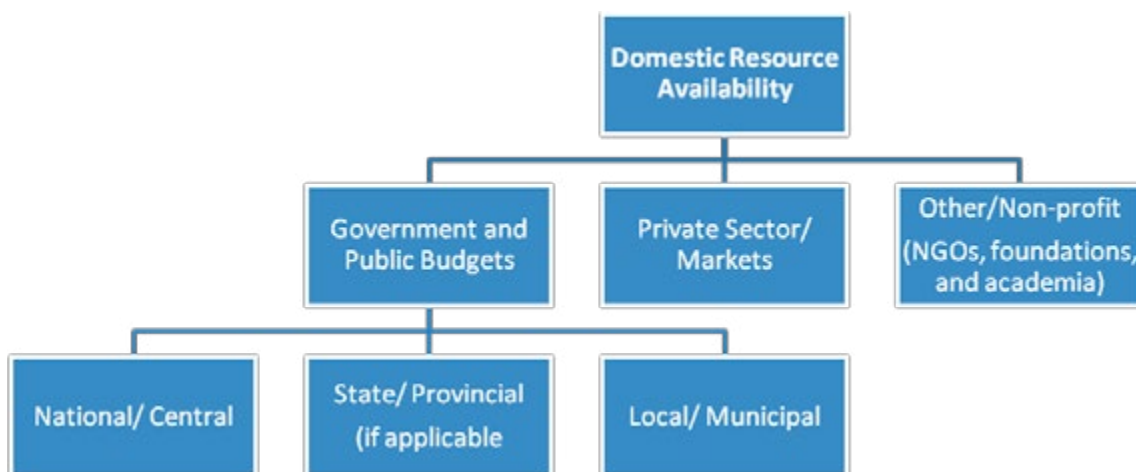 Domestic Resource
Availability
Government and
Public Budgets
Private Sector/
Markets
Other/Non-profit
(NGOs, foundations,
and academia)
National/ Central
State/ Provincial
(if applicable
Local/ Municipal